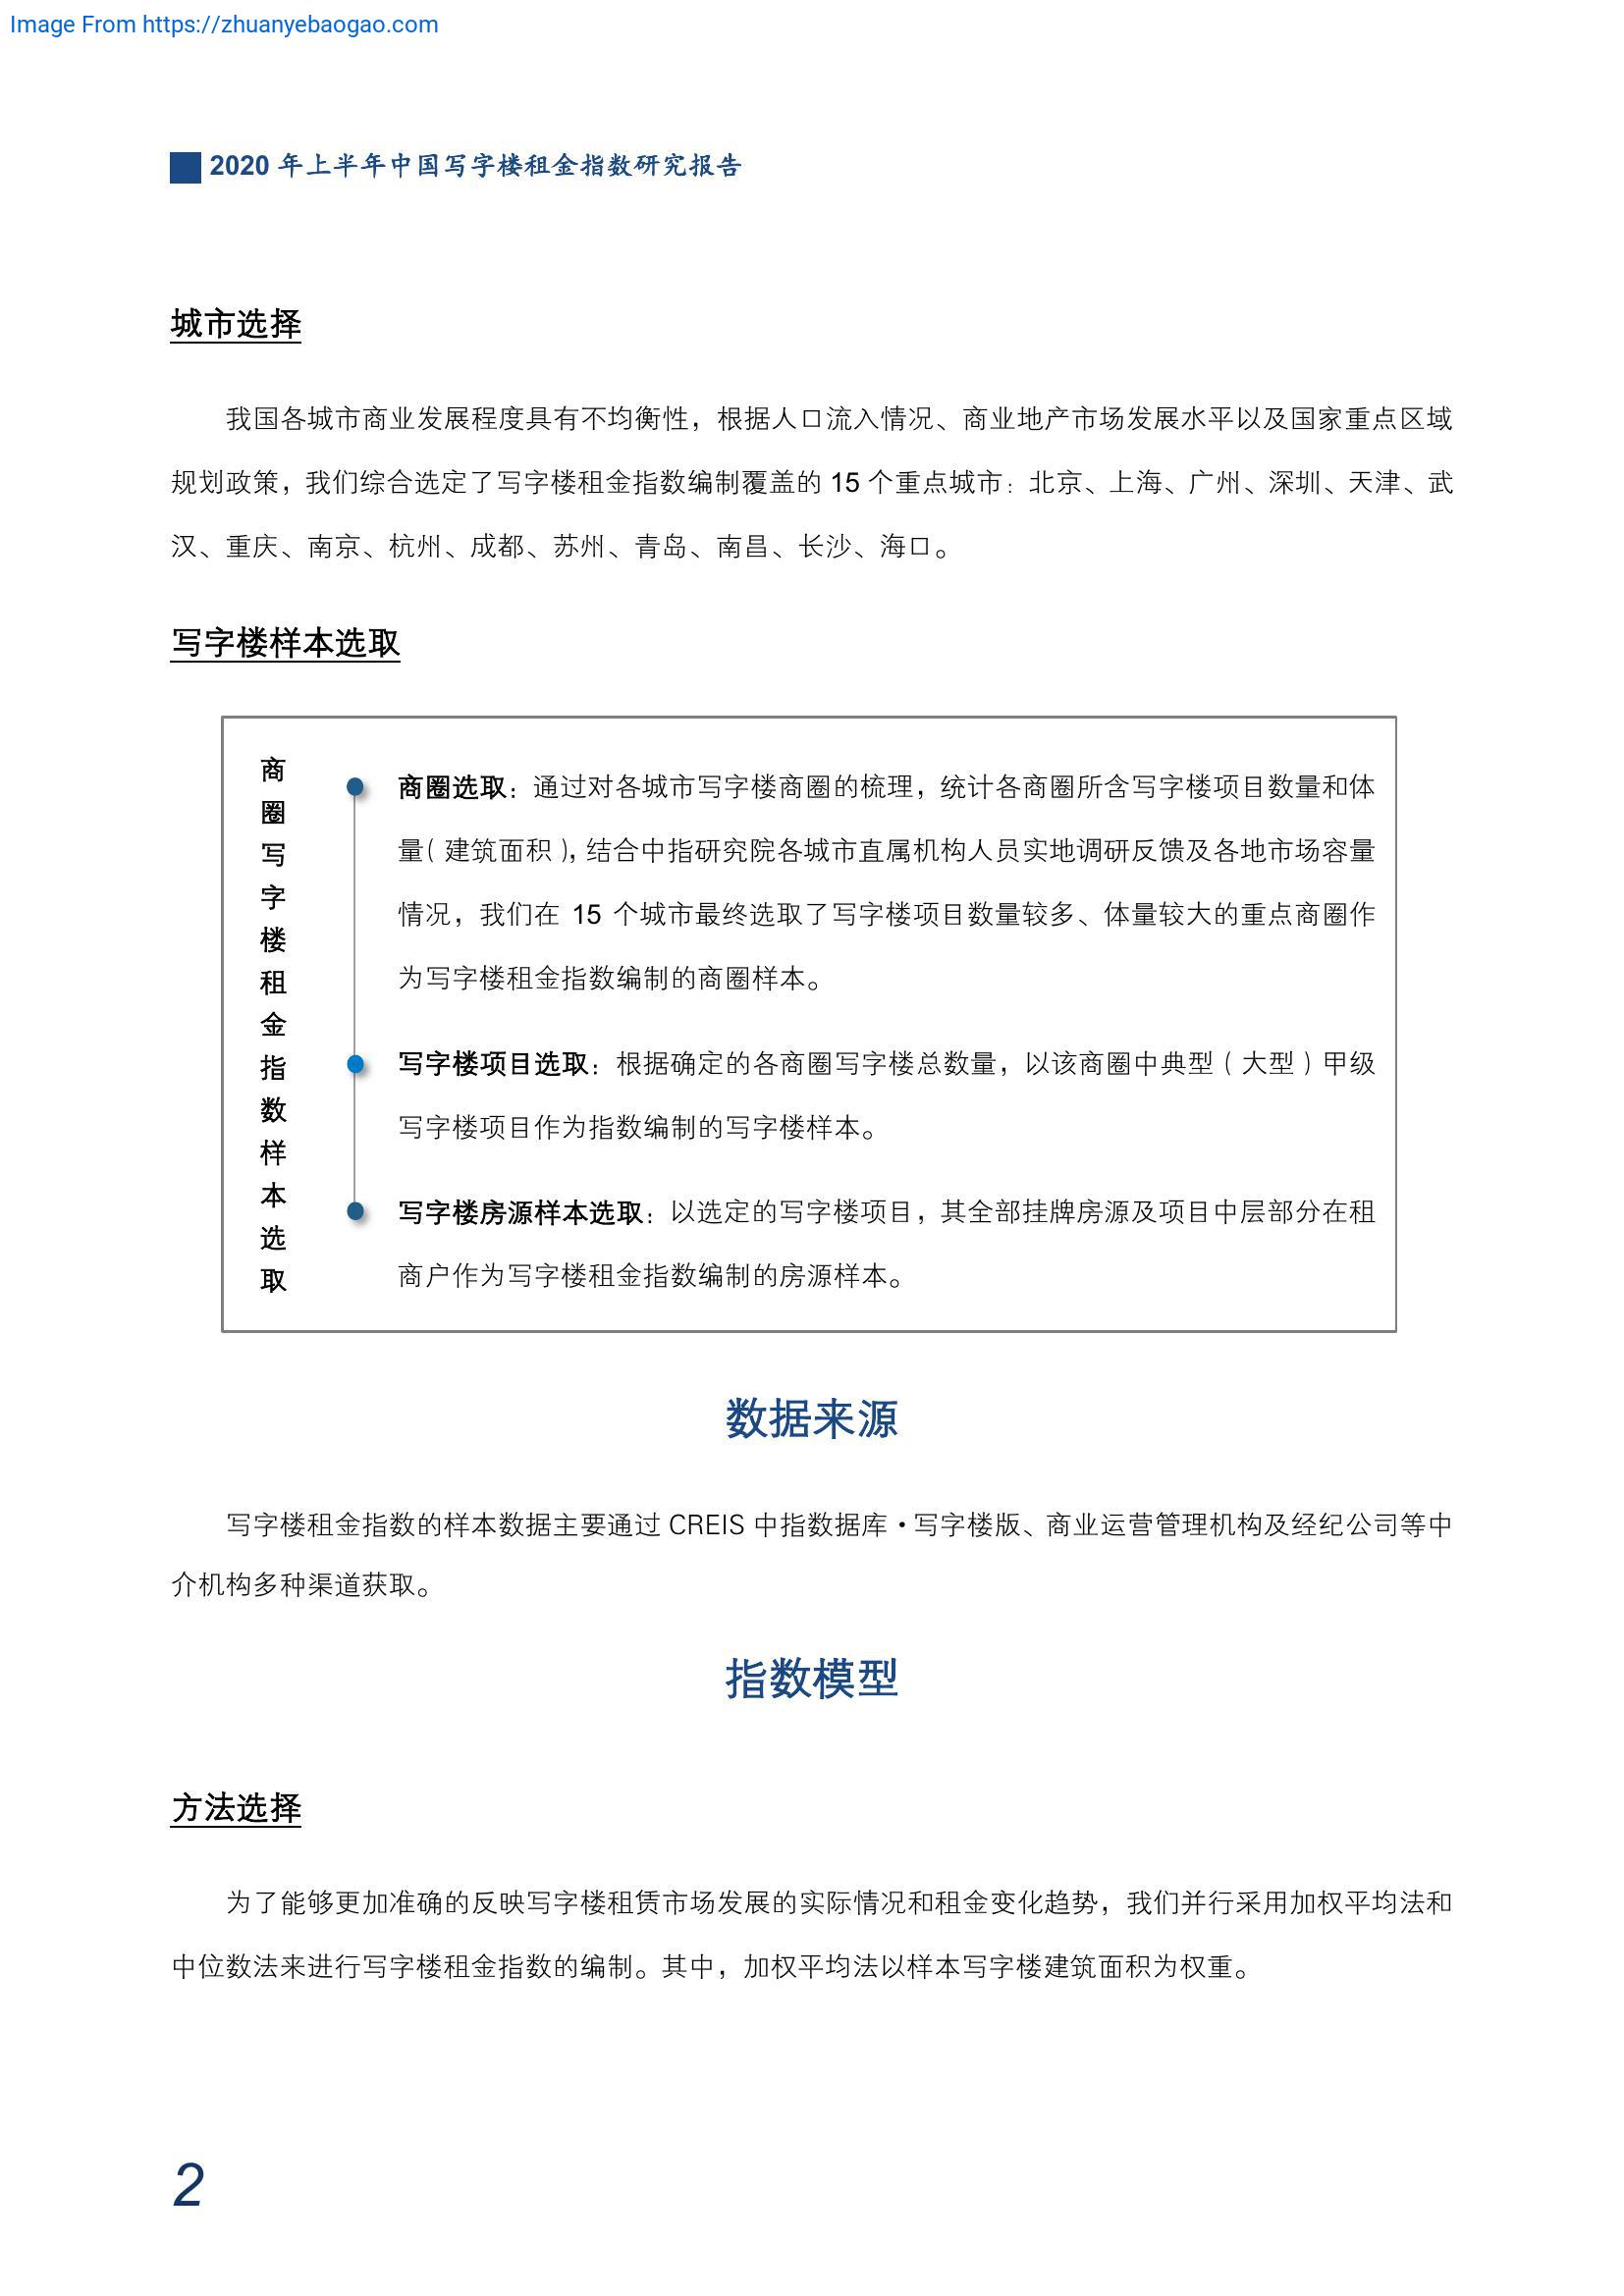 Image From https://zhuanyebaogao.com
2020 年上半年中国写字楼租金指数研究报告
城市选择
我国各城市商业发展程度具有不均衡性，根据人口流入情况、商业地产市场发展水平以及国家重点区域
规划政策，我们综合选定了写字楼租金指数编制覆盖的 15 个重点城市：北京、上海、广州、深圳、天津、武
汉、重庆、南京、杭州、成都、苏州、青岛、南昌、长沙、海口。
写字楼样本选取
商圈写字楼租金指数样本选取
商圈选取：通过对各城市写字楼商圈的梳理，统计各商圈所含写字楼项目数量和体
量（建筑面积），结合中指研究院各城市直属机构人员实地调研反馈及各地市场容量
情况，我们在 15 个城市最终选取了写字楼项目数量较多、体量较大的重点商圈作
为写字楼租金指数编制的商圈样本。
写字楼项目选取：根据确定的各商圈写字楼总数量，以该商圈中典型（大型）甲级
写字楼项目作为指数编制的写字楼样本。
写字楼房源样本选取：以选定的写字楼项目，其全部挂牌房源及项目中层部分在租
商户作为写字楼租金指数编制的房源样本。
数据来源
写字楼租金指数的样本数据主要通过 CREIS 中指数据库·写字楼版、商业运营管理机构及经纪公司等中
介机构多种渠道获取。
指数模型
方法选择
为了能够更加准确的反映写字楼租赁市场发展的实际情况和租金变化趋势，我们并行采用加权平均法和
中位数法来进行写字楼租金指数的编制。其中，加权平均法以样本写字楼建筑面积为权重。
2